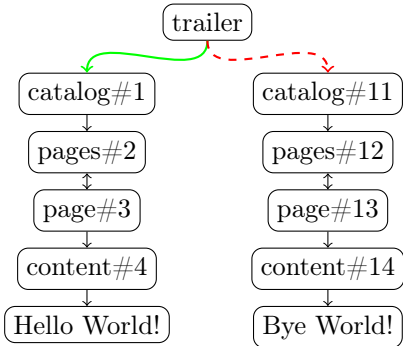 trailer
catalog#1
catalog#11
pages#2
pages#12
page#3
page#13
content#4
content#14
Hello World!
Bye World!